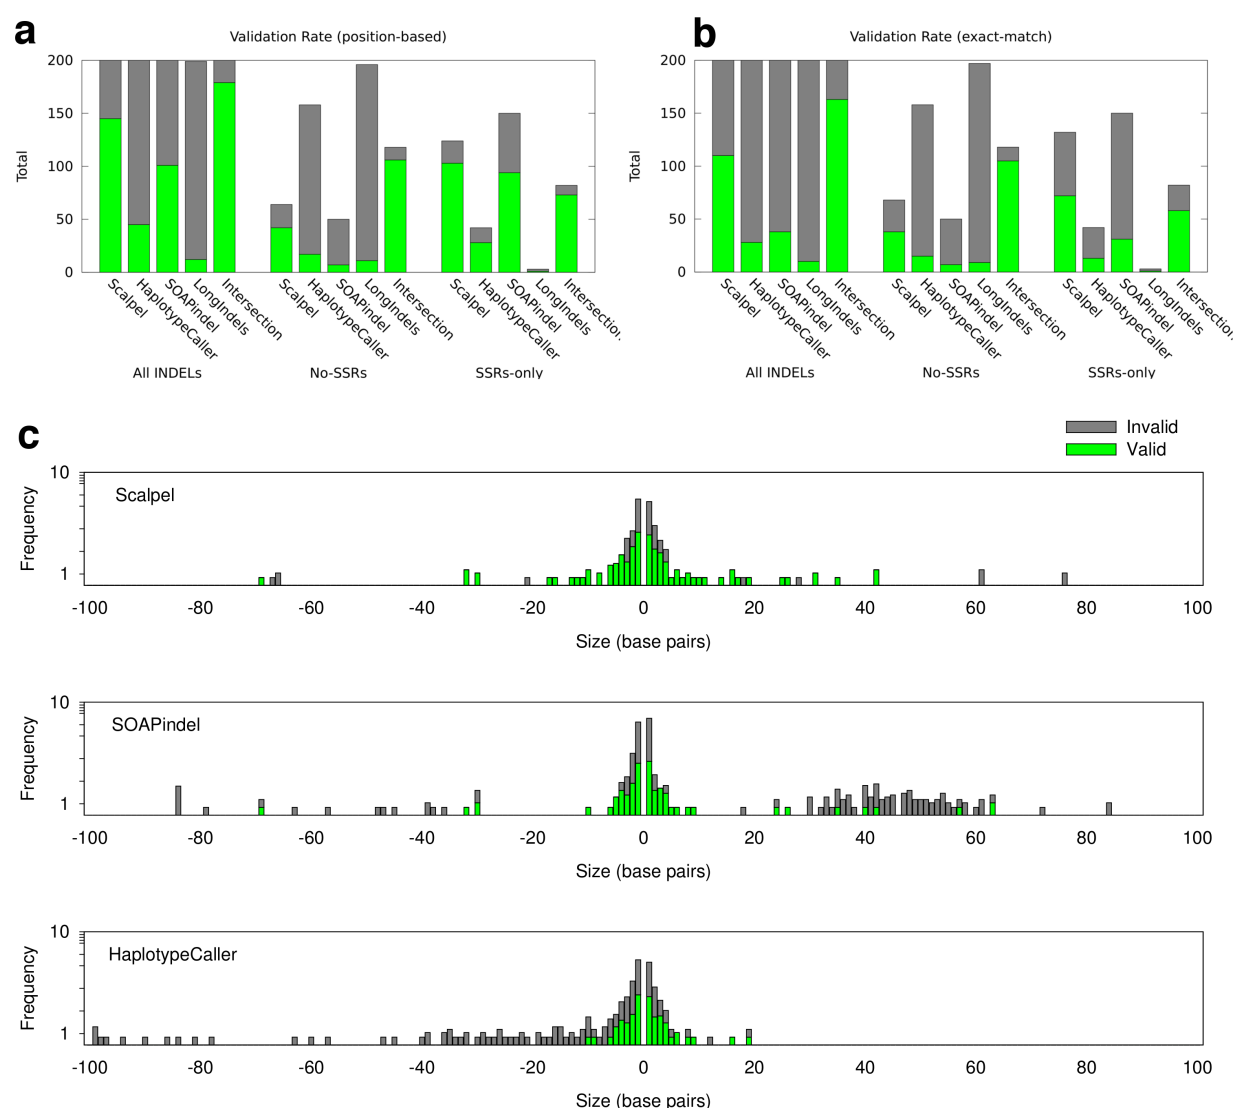 a
Validation Rate (position-based)
Total
200
150
100
50
0
Scalpel
HaplotypeCaller
SOAPindel
LongIndels
Intersection
Scalpel
HaplotypeCaller
SOAPindel
LongIndels
Intersection
Scalpel
HaplotypeCaller
SOAPindel
LongIndels
Intersection
All INDELs
No-SSRs
SSRs-only
b
Validation Rate (exact-match)
Total
200
150
100
50
0
Scalpel
HaplotypeCaller
SOAPindel
LongIndels
Intersection
Scalpel
HaplotypeCaller
SOAPindel
LongIndels
Intersection
Scalpel
HaplotypeCaller
SOAPindel
LongIndels
Intersection
All INDELs
No-SSRs
SSRs-only
c
Invalid
Valid
Scalpel
Frequency
10
1
-100 -80 -60 -40 -20 0 20 40 60 80 100
Size (base pairs)
SOAPindel
Frequency
10
1
-100 -80 -60 -40 -20 0 20 40 60 80 100
Size (base pairs)
HaplotypeCaller
Frequency
10
1
-100 -80 -60 -40 -20 0 20 40 60 80 100
Size (base pairs)